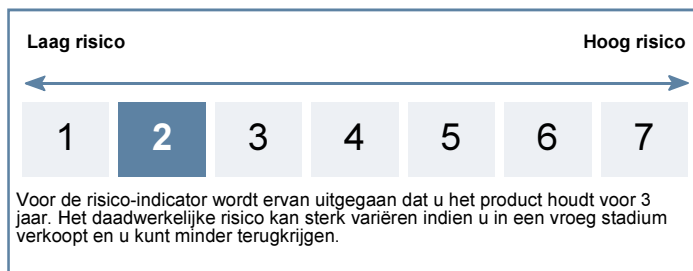 Laag risico Hoog risico
1 2 3 4 5 6 7
Voor de risico-indicator wordt ervan uitgegaan dat u het product houdt voor 3
jaar. Het daadwerkelijke risico kan sterk variëren indien u in een vroeg stadium
verkoopt en u kunt minder terugkrijgen.